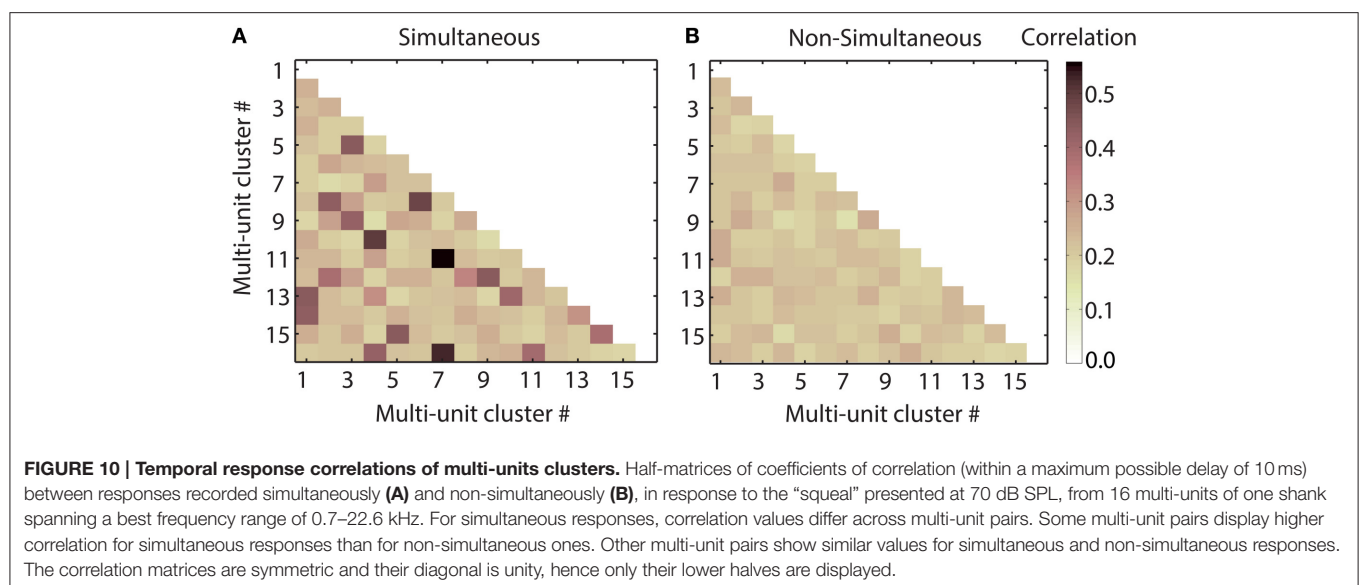 A Simultaneous
B Non-Simultaneous
Correlation
Multi-unit cluster #
1
3
5
7
9
11
13
15
1 3 5 7 9 11 13 15
Multi-unit cluster #
Multi-unit cluster #
1
3
5
7
9
11
13
15
1 3 5 7 9 11 13 15
Multi-unit cluster #
0.5
0.4
0.3
0.2
0.1
0.0
FIGURE 10 | Temporal response correlations of multi-units clusters. Half-matrices of coefficients of correlation (within a maximum possible delay of 10 ms)
between responses recorded simultaneously (A) and non-simultaneously (B), in response to the “squeal” presented at 70 dB SPL, from 16 multi-units of one shank
spanning a best frequency range of 0.7–22.6 kHz. For simultaneous responses, correlation values differ across multi-unit pairs. Some multi-unit pairs display higher
correlation for simultaneous responses than for non-simultaneous ones. Other multi-unit pairs show similar values for simultaneous and non-simultaneous responses.
The correlation matrices are symmetric and their diagonal is unity, hence only their lower halves are displayed.